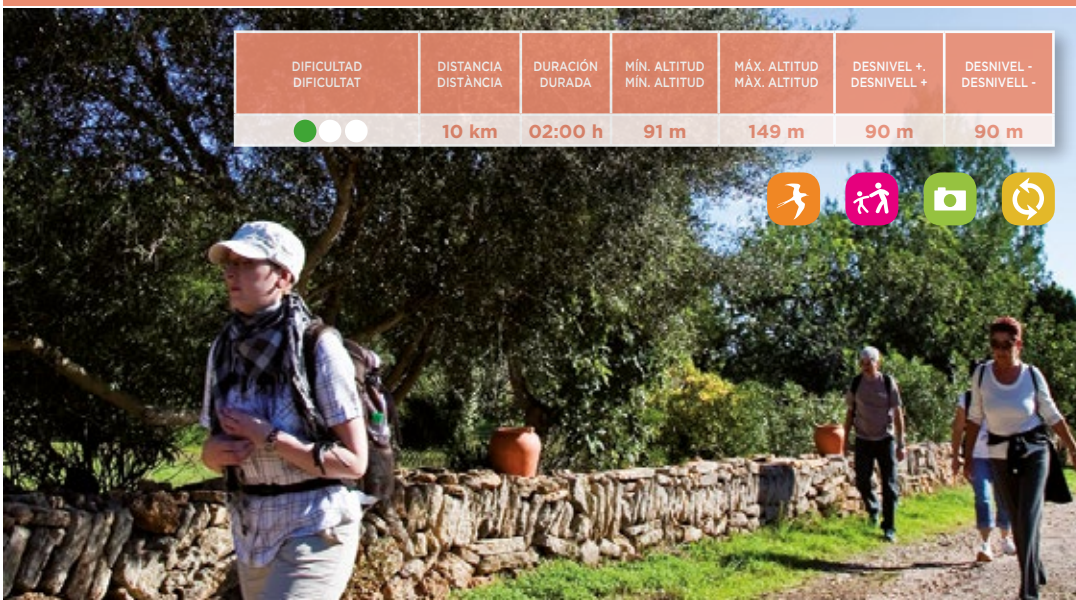 DIFICULTAD
DIFICULTAT
DISTANCIA
DISTÀNCIA
DURACIÓN
DURADA
MÍN. ALTITUD
MÍN. ALTITUD
MÁX. ALTITUD
MÀX. ALTITUD
DESNIVEL +.
DESNIVELL +
DESNIVEL -
DESNIVELL -
10 km
02:00 h
91 m
149 m
90 m
90 m